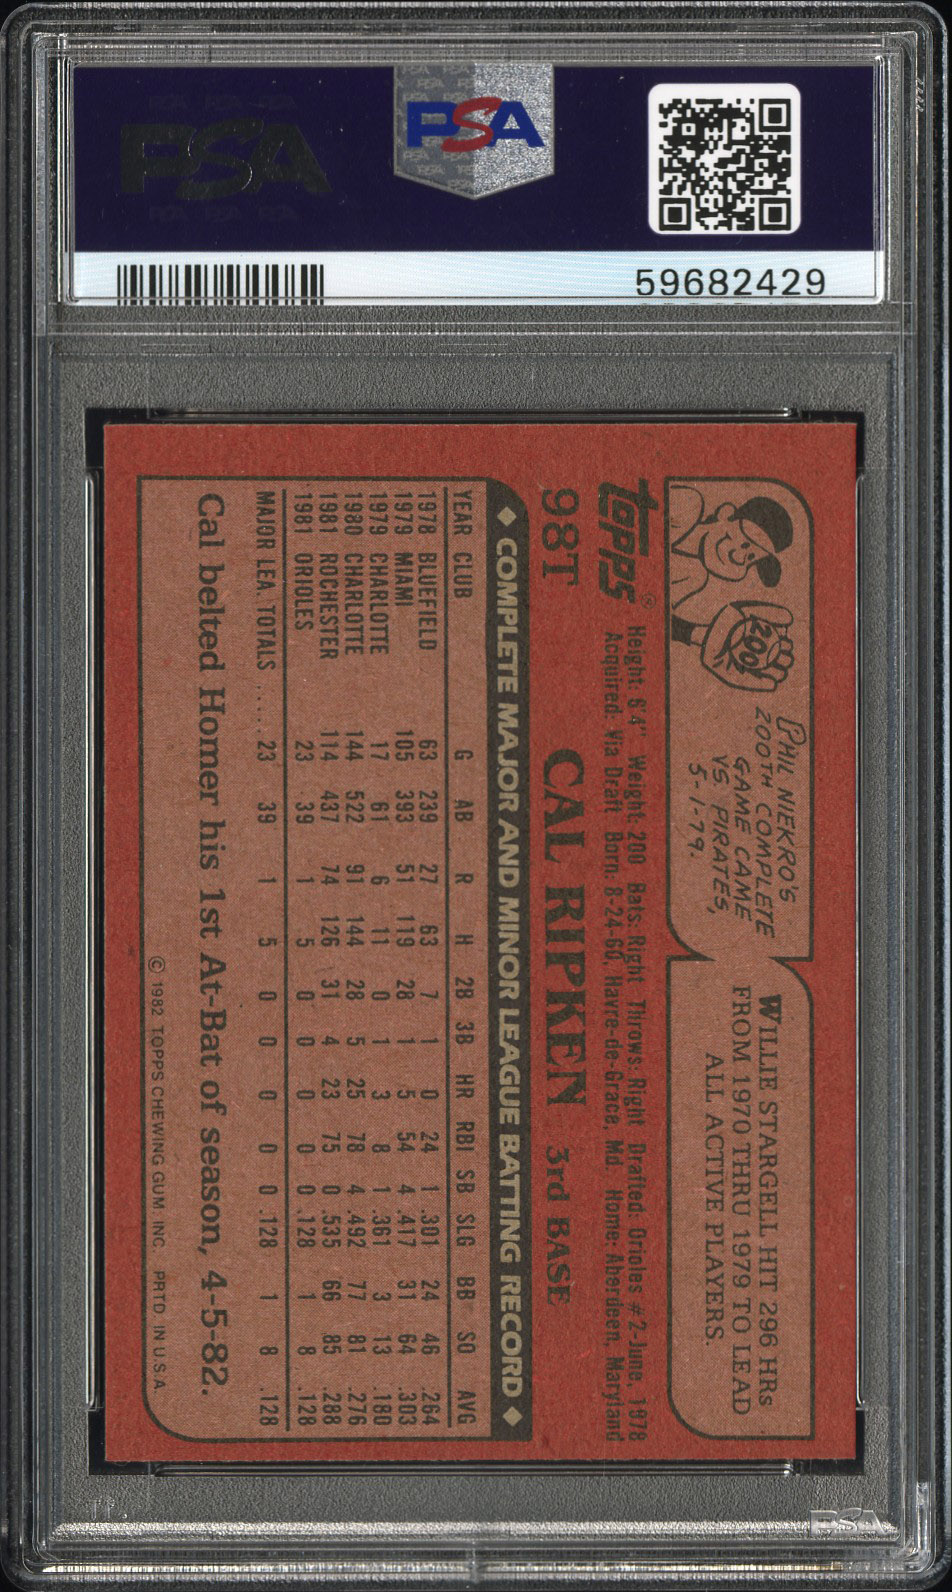 PSA
PSA
59682429
PHIL NIEKRO'S
200TH COMPLETE
GAME CAME
VS. PIRATES,
5-1-79.
200
WILLIE STARGELL HIT 296 HRs
FROM 1970 THRU 1979 TO LEAD
ALL ACTIVE PLAYERS.
TOPPS®
Height: 6'4" Weight: 200 Bats: Right Throws: Right Drafted: Orioles #2-June, 1978
Acquired: Via Draft Born: 8-24-60, Havre-de-Grace, Md Home: Aberdeen, Maryland
98T CAL RIPKEN 3rd BASE
◆ COMPLETE MAJOR AND MINOR LEAGUE BATTING RECORD ◆
YEAR CLUB G AB R H 2B 3B HR RBI SB SLG BB SO AVG
1978 BLUEFIELD 63 239 27 63 7 1 0 24 1 .301 24 46 .264
1979 MIAMI 105 393 51 119 28 1 5 54 4 .417 31 64 .303
1979 CHARLOTTE 17 61 6 11 0 1 3 8 1 .361 3 13 .180
1980 CHARLOTTE 144 522 91 144 28 5 25 78 4 .492 77 81 .276
1981 ROCHESTER 114 437 74 126 31 4 23 75 0 .535 66 85 .288
1981 ORIOLES 23 39 1 5 0 0 0 0 0 .128 1 8 .128
MAJOR LEA. TOTALS ..... 23 39 1 5 0 0 0 0 0 .128 1 8 .128
Cal belted Homer his 1st At-Bat of season, 4-5-82.
© 1982 TOPPS CHEWING GUM, INC. PRTD. IN U.S.A.
PSA